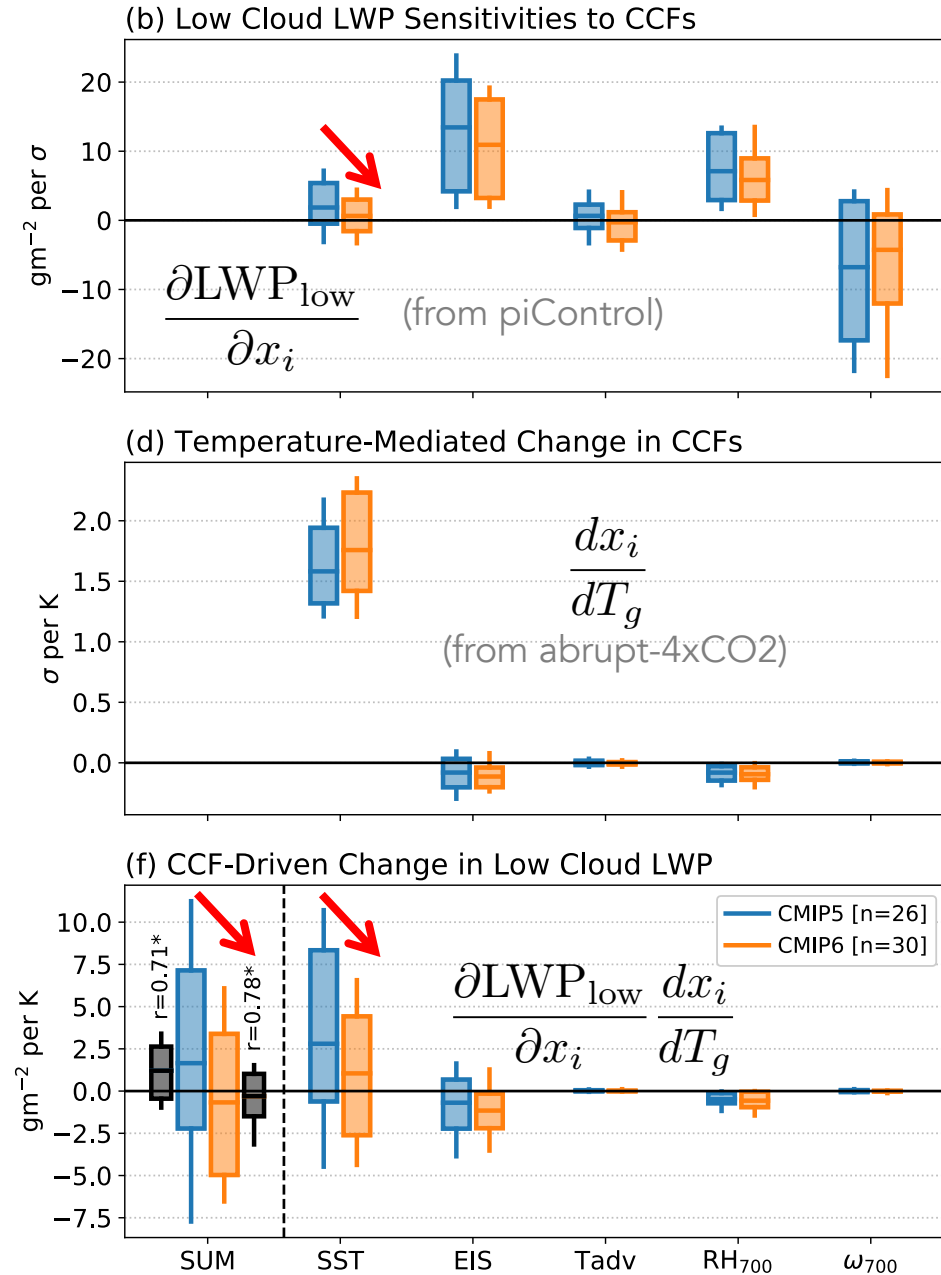 (b) Low Cloud LWP Sensitivities to CCFs
20
10
0
−10
−20
gm⁻² per σ
∂LWP_low
∂x_i
(from piControl)
(d) Temperature-Mediated Change in CCFs
2.0
1.5
1.0
0.5
0.0
σ per K
dx_i
dT_g
(from abrupt-4xCO2)
(f) CCF-Driven Change in Low Cloud LWP
10.0
7.5
5.0
2.5
0.0
−2.5
−5.0
−7.5
gm⁻² per K
r=0.71*
r=0.78*
CMIP5 [n=26]
CMIP6 [n=30]
∂LWP_low dx_i
∂x_i dT_g
SUM SST EIS Tadv RH₇₀₀ ω₇₀₀